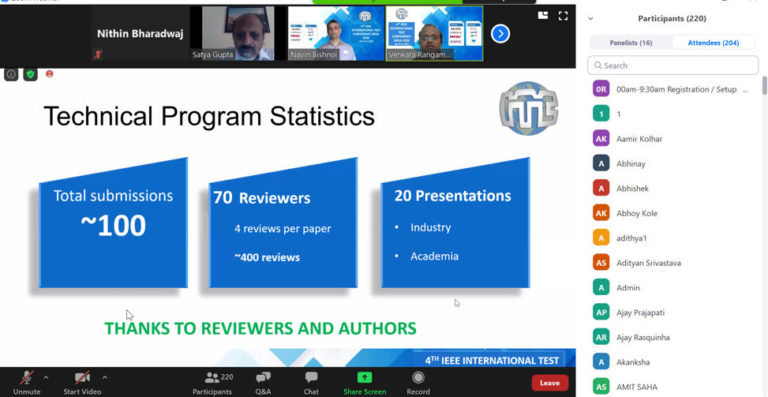 Participants (220)
Nithin Bharadwaj
Satya Gupta
Navin Bishnoi
Venkata Rangam...
Panelists (16)
Attendees (204)
Search
Technical Program Statistics
Total submissions
~100
70 Reviewers
4 reviews per paper
~400 reviews
20 Presentations
• Industry
• Academia
THANKS TO REVIEWERS AND AUTHORS
4TH IEEE INTERNATIONAL TEST
0R 00am-9:30am Registration / Setup ...
1 1
AK Aamir Kolhar
A Abhinay
A Abhishek
AK Abhoy Kole
A adithya1
AS Adityan Srivastava
A Admin
AP Ajay Prajapati
AR Ajay Rasquinha
A Akanksha
AS AMIT SAHA
Unmute
Start Video
220
Participants
Q&A
Chat
Share Screen
Record
Leave